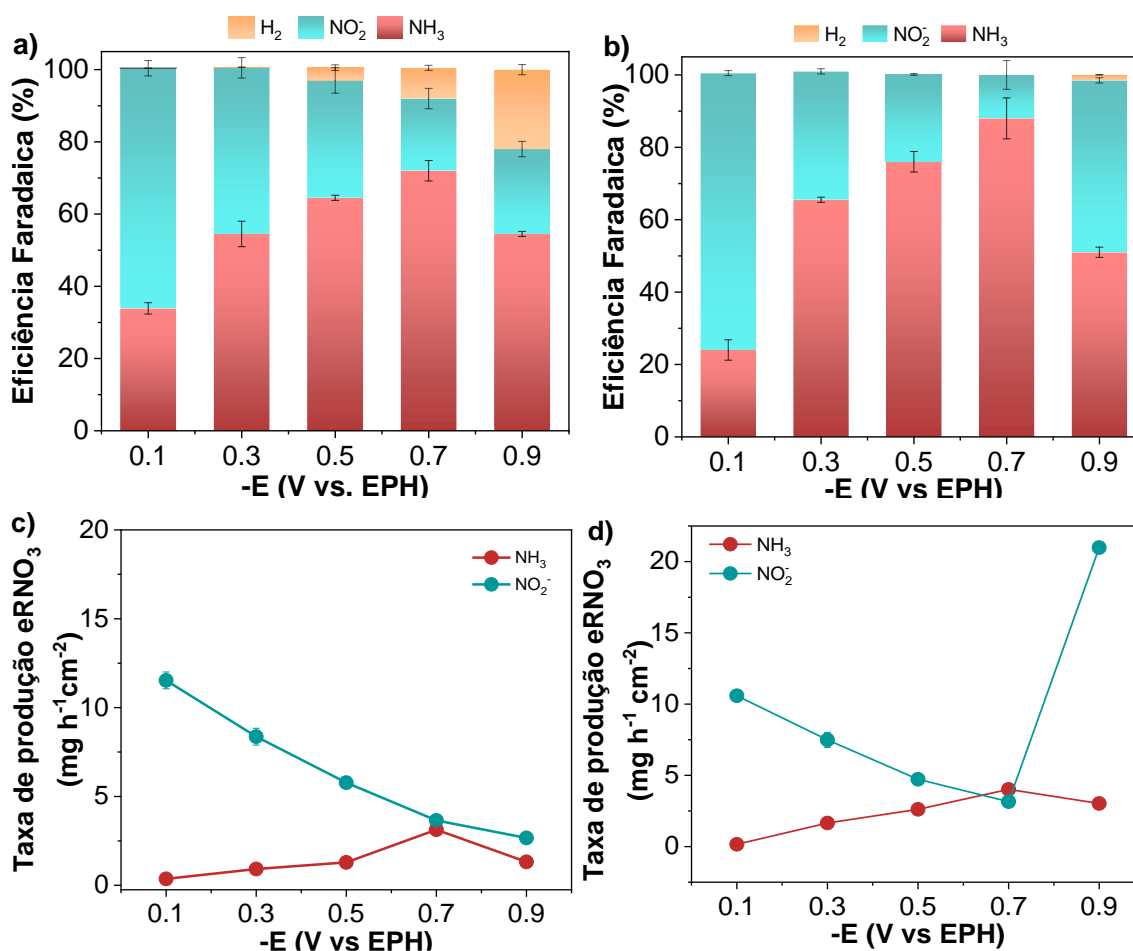 a)
H₂ NO₂⁻ NH₃
Eficiência Faradaica (%)
100
80
60
40
20
0
0.1 0.3 0.5 0.7 0.9
-E (V vs. EPH)
b)
H₂ NO₂⁻ NH₃
Eficiência Faradaica (%)
100
80
60
40
20
0
0.1 0.3 0.5 0.7 0.9
-E (V vs EPH)
c)
Taxa de produção eRNO₃
(mg h⁻¹cm⁻²)
20
15
10
5
0
NH₃
NO₂⁻
0.1 0.3 0.5 0.7 0.9
-E (V vs EPH)
d)
Taxa de produção eRNO₃
(mg h⁻¹ cm⁻²)
20
15
10
5
0
NH₃
NO₂⁻
0.1 0.3 0.5 0.7 0.9
-E (V vs EPH)